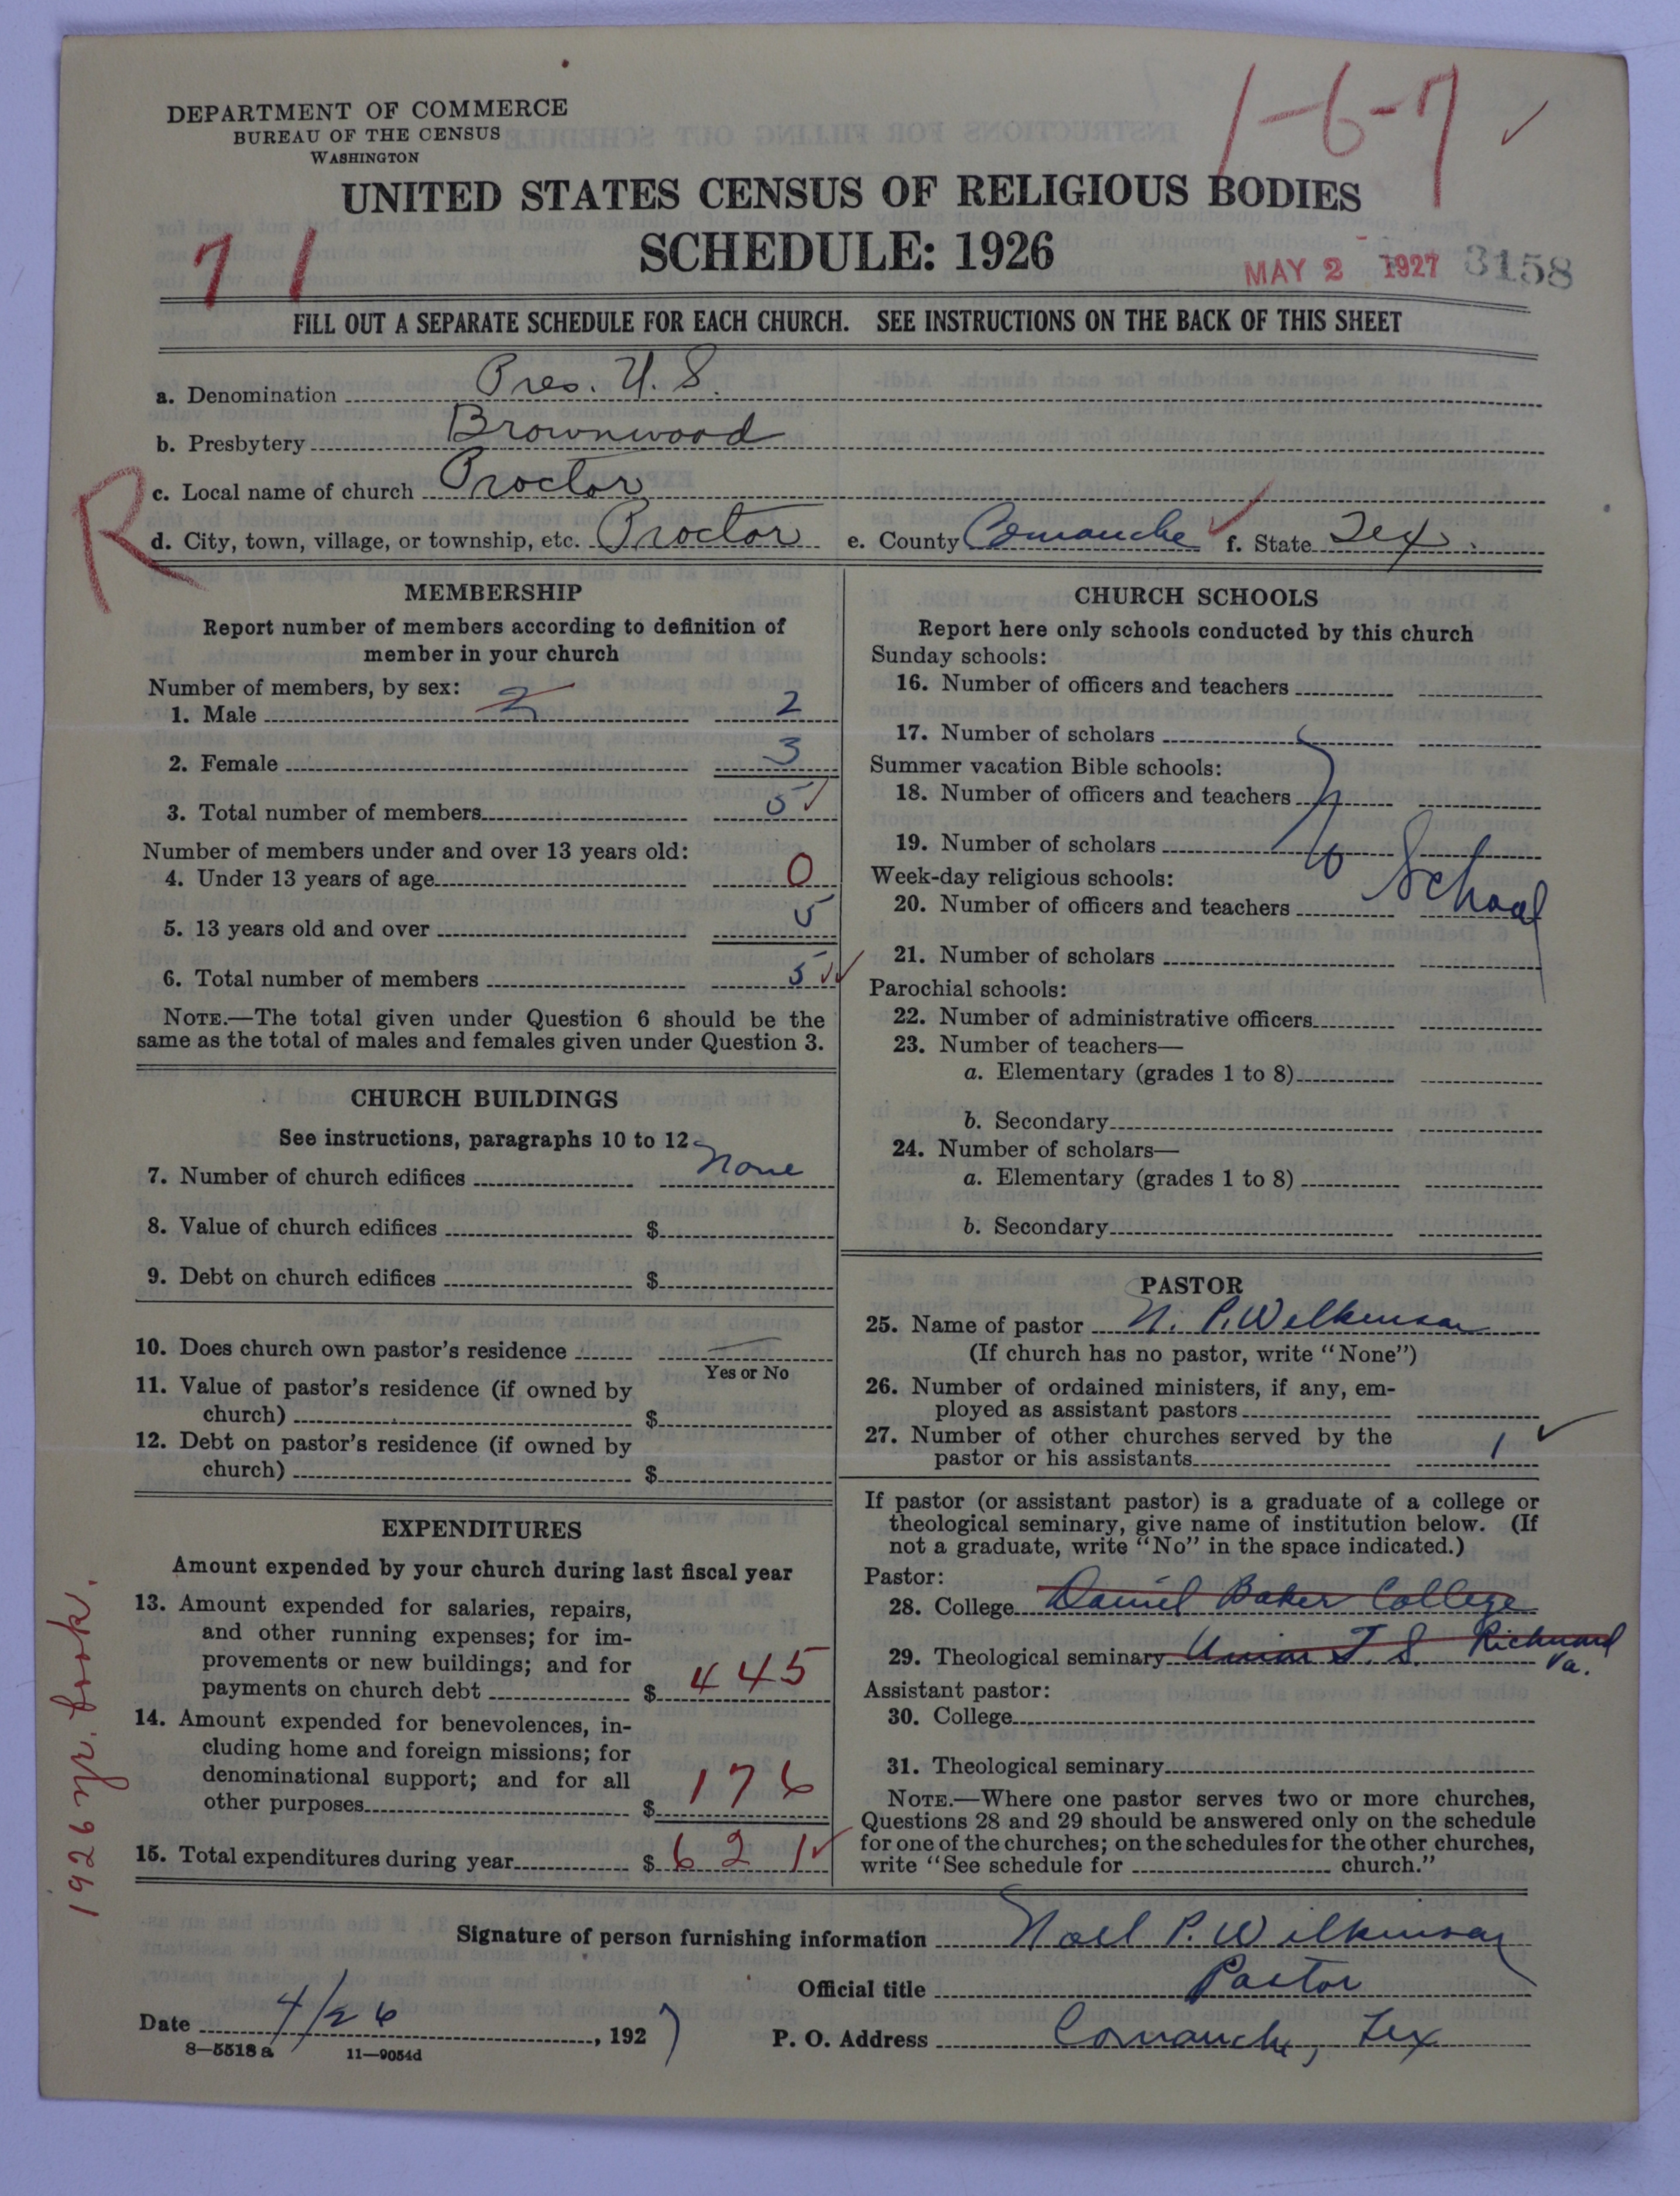 DEPARTMENT OF COMMERCE
BUREAU OF THE CENSUS
WASHINGTON
1-6-7 ✓
UNITED STATES CENSUS OF RELIGIOUS BODIES
SCHEDULE: 1926
71
MAY 2 1927 3158
FILL OUT A SEPARATE SCHEDULE FOR EACH CHURCH. SEE INSTRUCTIONS ON THE BACK OF THIS SHEET
a. Denomination Pres. U. S.
b. Presbytery Brownwood
c. Local name of church Proctor
R
d. City, town, village, or township, etc. Proctor e. County Comanche ✓ f. State Tex.
MEMBERSHIP
Report number of members according to definition of
member in your church
Number of members, by sex:
1. Male 2 2
2. Female 3
3. Total number of members 5 ✓
Number of members under and over 13 years old:
4. Under 13 years of age 0
5. 13 years old and over 5
6. Total number of members 5 ✓✓
NOTE.—The total given under Question 6 should be the
same as the total of males and females given under Question 3.
CHURCH BUILDINGS
See instructions, paragraphs 10 to 12
7. Number of church edifices none
8. Value of church edifices $
9. Debt on church edifices $
10. Does church own pastor's residence —
Yes or No
11. Value of pastor's residence (if owned by
church) $
12. Debt on pastor's residence (if owned by
church) $
EXPENDITURES
Amount expended by your church during last fiscal year
13. Amount expended for salaries, repairs,
and other running expenses; for im-
provements or new buildings; and for
payments on church debt $ 445
14. Amount expended for benevolences, in-
cluding home and foreign missions; for
denominational support; and for all
other purposes $ 176
15. Total expenditures during year $ 621 ✓
1926 yr. book.
CHURCH SCHOOLS
Report here only schools conducted by this church
Sunday schools:
16. Number of officers and teachers
17. Number of scholars
Summer vacation Bible schools:
18. Number of officers and teachers
19. Number of scholars
No School
Week-day religious schools:
20. Number of officers and teachers
21. Number of scholars
Parochial schools:
22. Number of administrative officers
23. Number of teachers—
a. Elementary (grades 1 to 8)
b. Secondary
24. Number of scholars—
a. Elementary (grades 1 to 8)
b. Secondary
PASTOR
25. Name of pastor N. P. Wilkinson
(If church has no pastor, write "None")
26. Number of ordained ministers, if any, em-
ployed as assistant pastors
27. Number of other churches served by the
pastor or his assistants 1 ✓
If pastor (or assistant pastor) is a graduate of a college or
theological seminary, give name of institution below. (If
not a graduate, write "No" in the space indicated.)
Pastor:
28. College Daniel Baker College
29. Theological seminary Union T. S. Richmond
Va.
Assistant pastor:
30. College
31. Theological seminary
NOTE.—Where one pastor serves two or more churches,
Questions 28 and 29 should be answered only on the schedule
for one of the churches; on the schedules for the other churches,
write "See schedule for church."
Signature of person furnishing information Noel P. Wilkinson
Official title Pastor
Date 4/26, 1927
P. O. Address Comanche, Tex
8—5518 a 11—9054d